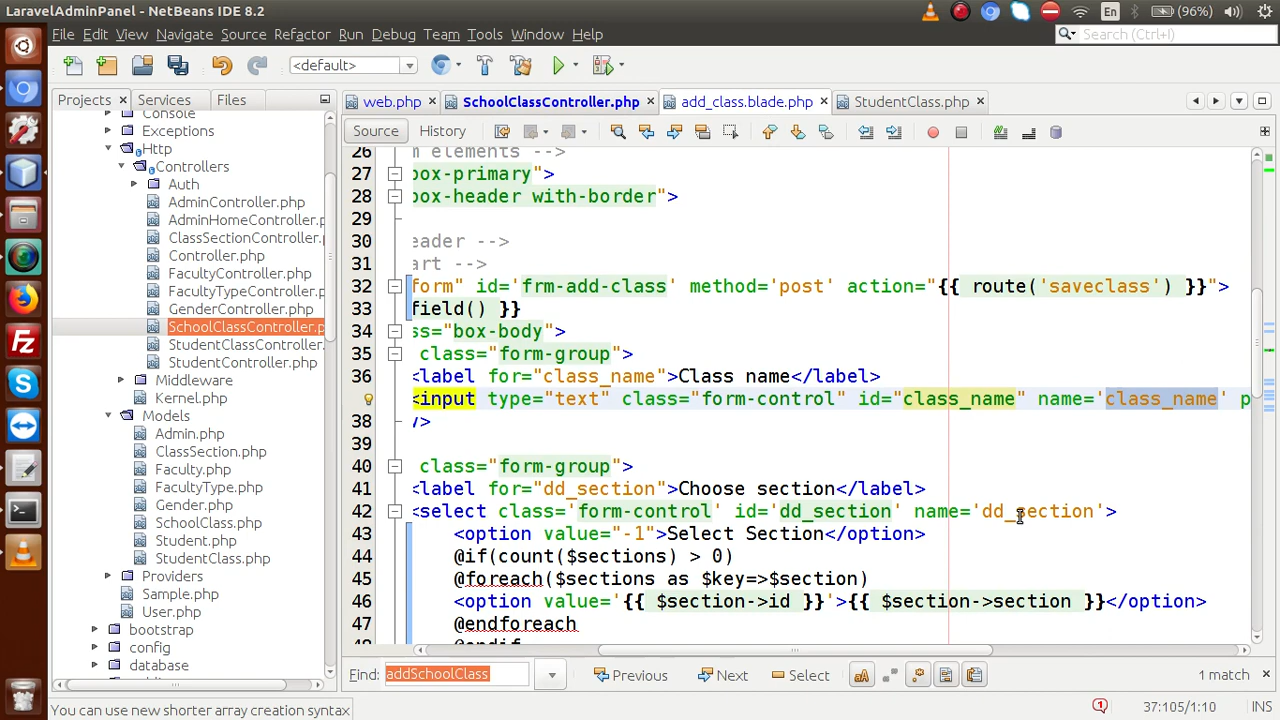 LaravelAdminPanel - NetBeans IDE 8.2
En
(96%)
File Edit View Navigate Source Refactor Run Debug Team Tools Window Help
Search (Ctrl+I)
<default>
Projects Services Files
web.php SchoolClassController.php add_class.blade.php StudentClass.php
Source History
Console
Exceptions
Http
Controllers
Auth
AdminController.php
AdminHomeController.p
ClassSectionController.
Controller.php
FacultyController.php
FacultyTypeController.p
GenderController.php
SchoolClassController.p
StudentClassController.
StudentController.php
Middleware
Kernel.php
Models
Admin.php
ClassSection.php
Faculty.php
FacultyType.php
Gender.php
SchoolClass.php
Student.php
StudentClass.php
Providers
Sample.php
User.php
bootstrap
config
database
26 m elements -->
27 box-primary">
28 box-header with-border">
29
30 eader -->
31 art -->
32 form" id='frm-add-class' method='post' action="{{ route('saveclass') }}">
33 field() }}
34 ss="box-body">
35 class="form-group">
36 <label for="class_name">Class name</label>
<input type="text" class="form-control" id="class_name" name='class_name' p
38 v>
39
40 class="form-group">
41 <label for="dd_section">Choose section</label>
42 <select class='form-control' id='dd_section' name='dd_section'>
43 <option value="-1">Select Section</option>
44 @if(count($sections) > 0)
45 @foreach($sections as $key=>$section)
46 <option value='{{ $section->id }}'>{{ $section->section }}</option>
47 @endforeach
48 @endif
Find: addSchoolClass Previous Next Select 1 match
You can use new shorter array creation syntax
1 37:105/1:10 INS